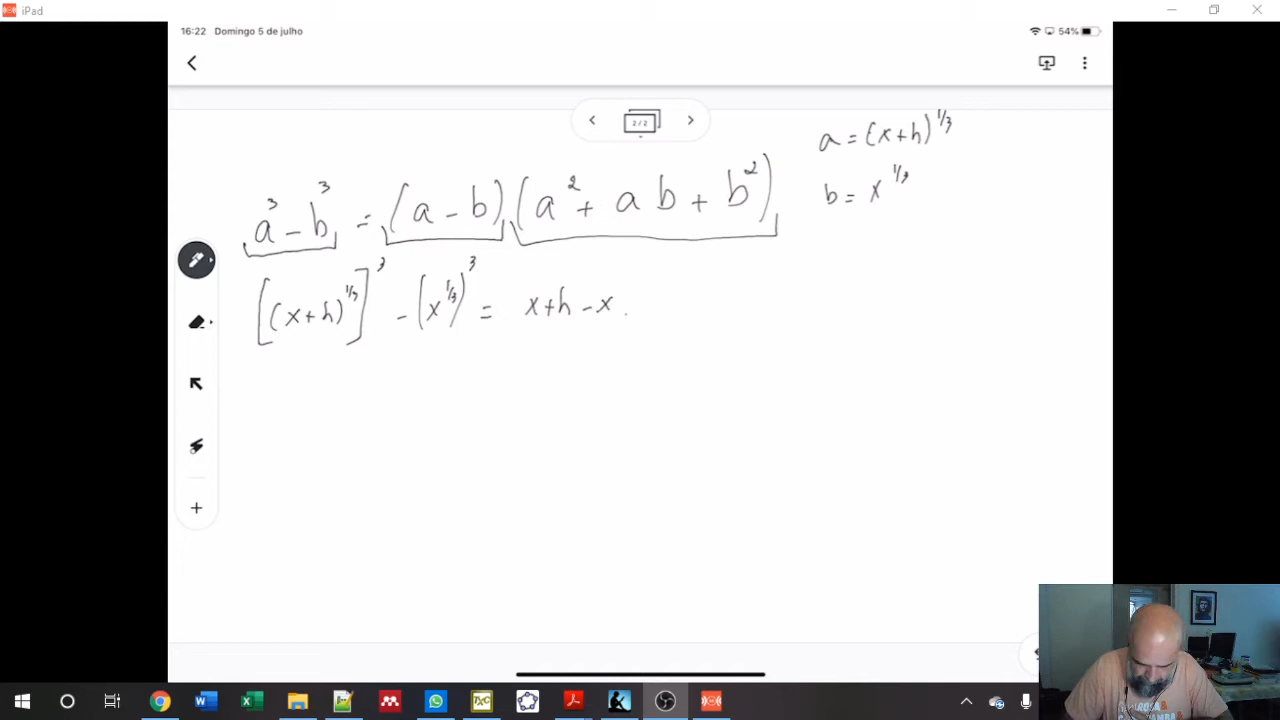 iPad
16:22 Domingo 5 de julho
54%
2/2
a = (x+h)^1/3
b = x^1/3
a³ - b³ = (a - b)(a² + a b + b²)
[(x+h)^1/3]³ - (x^1/3)³ = x+h - x .